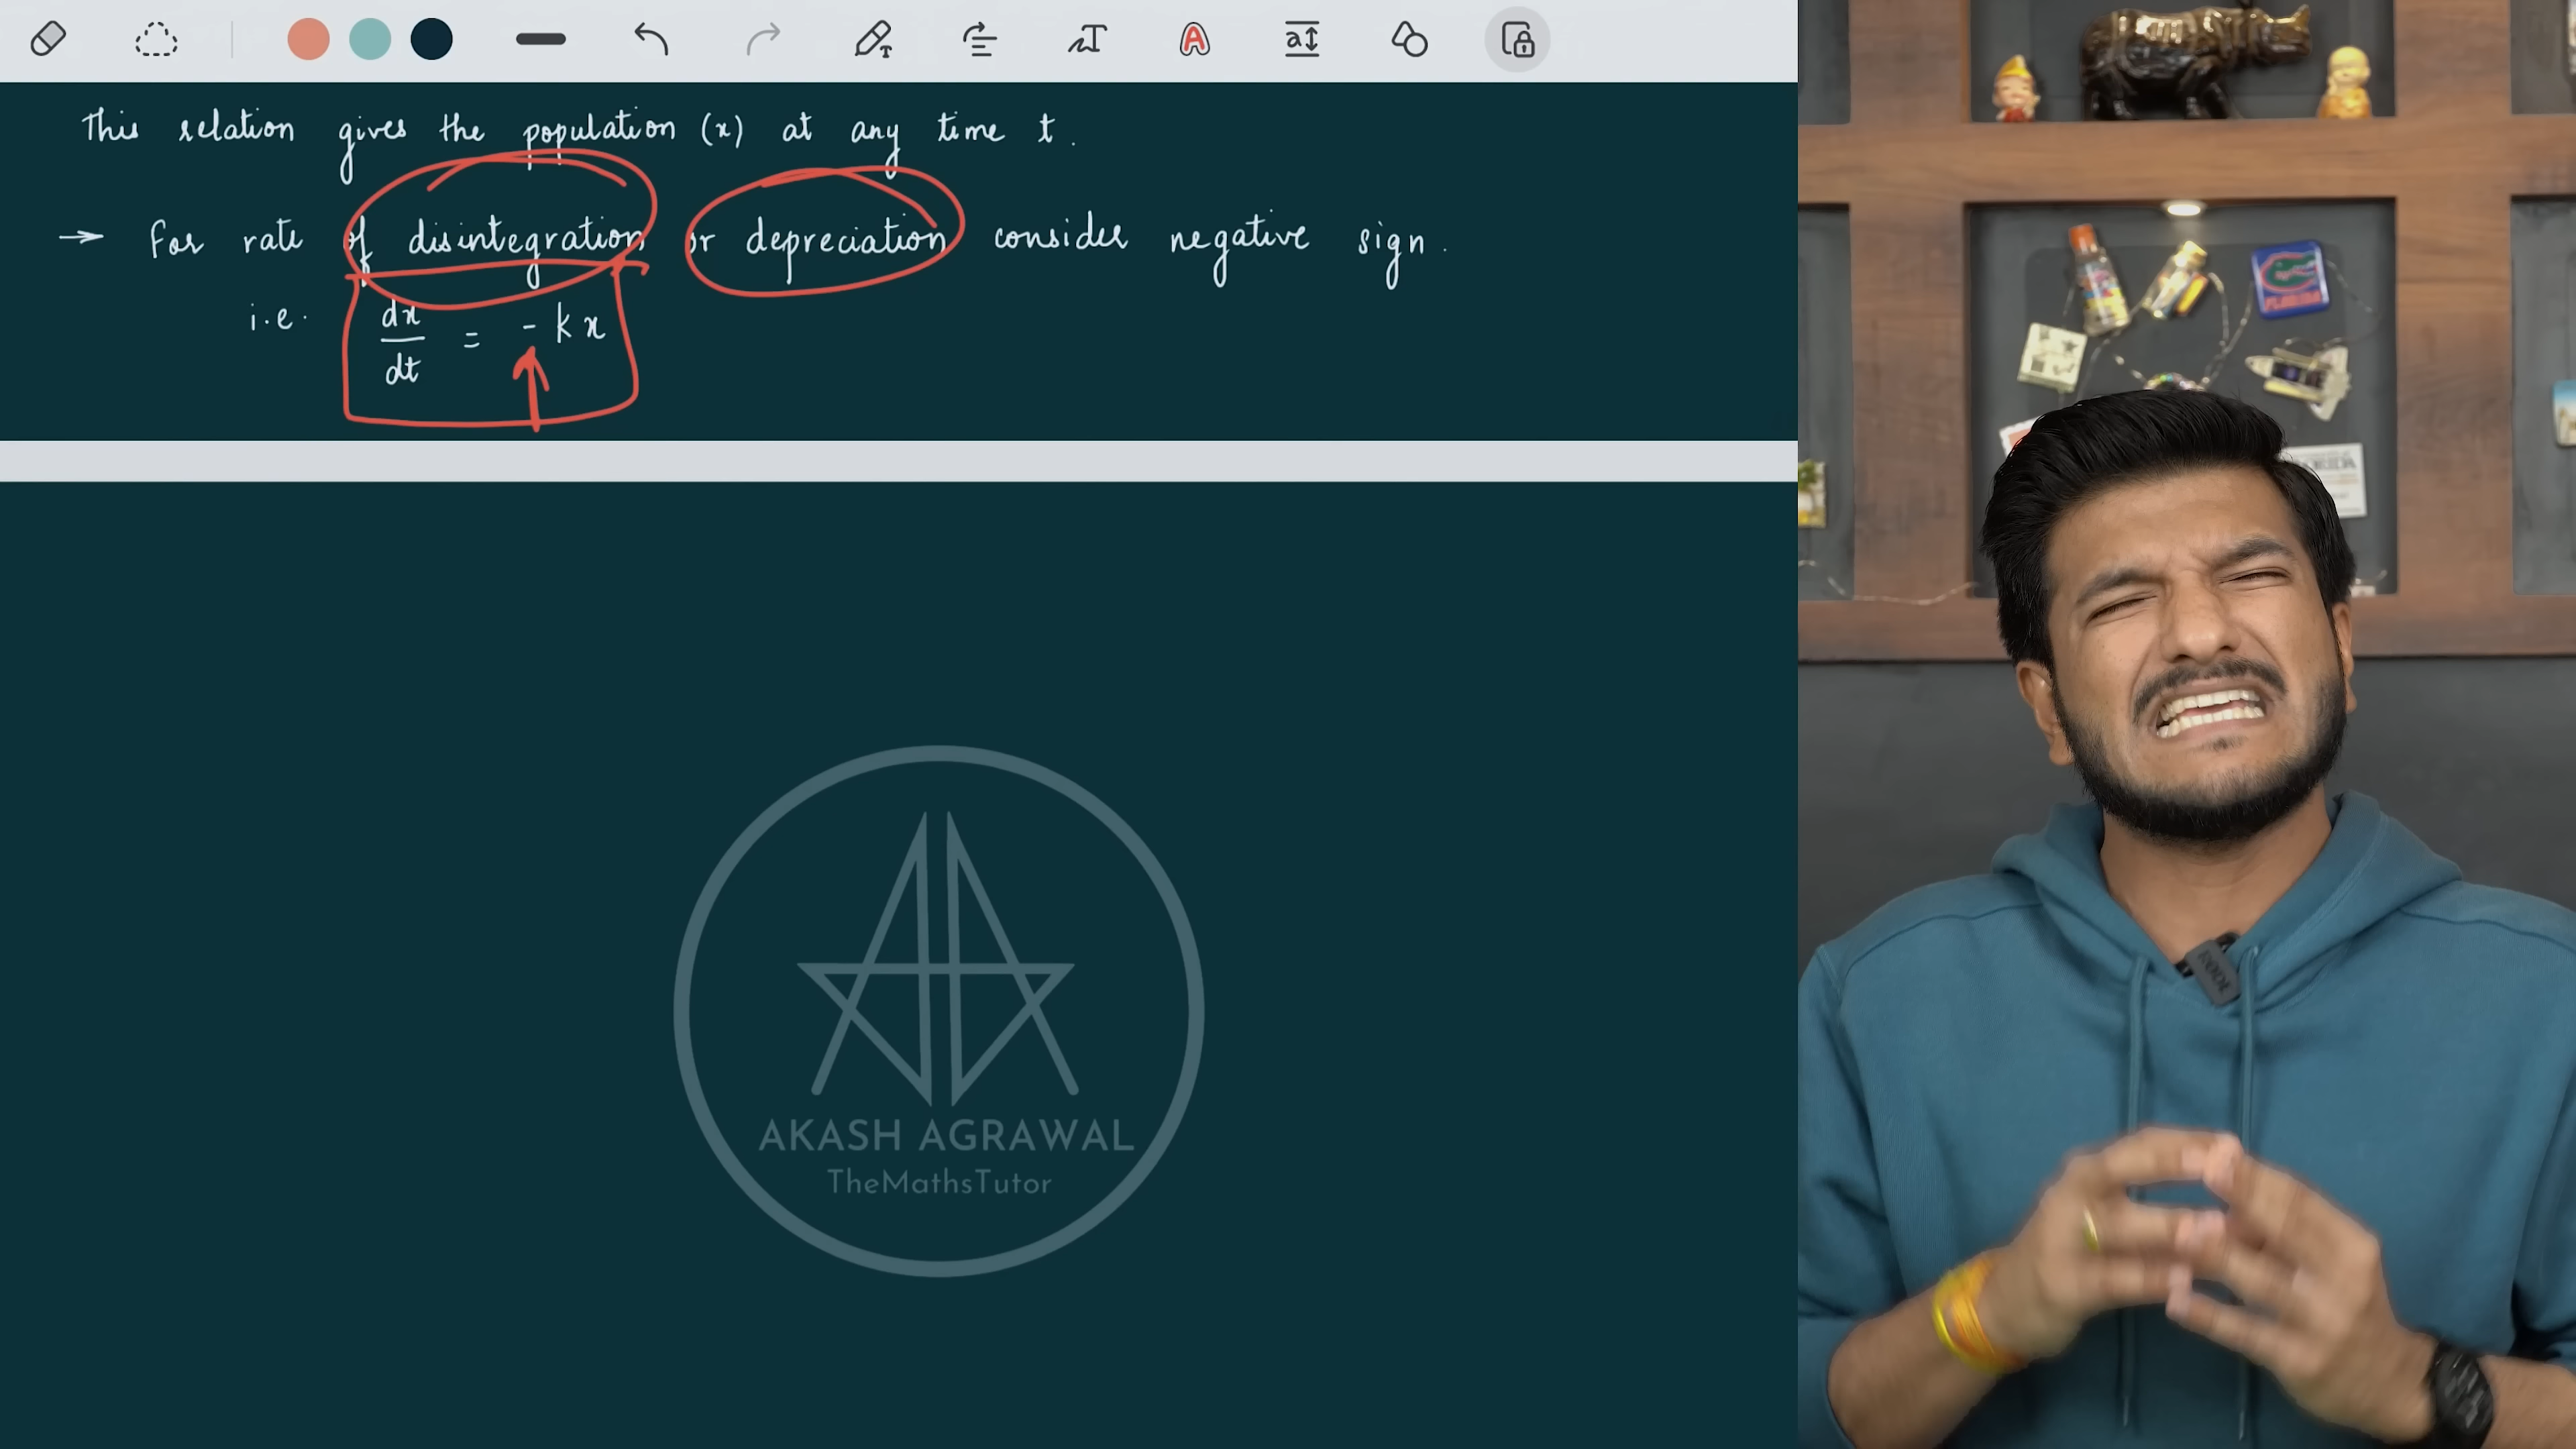 This relation gives the population (x) at any time t.
→ For rate of disintegration or depreciation consider negative sign.
i.e. dx/dt = - kx
AKASH AGRAWAL
TheMathsTutor
FLORIDA